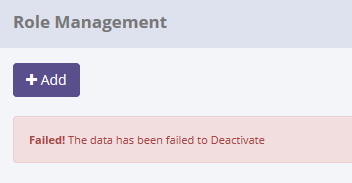 Role Management
+ Add
Failed! The data has been failed to Deactivate